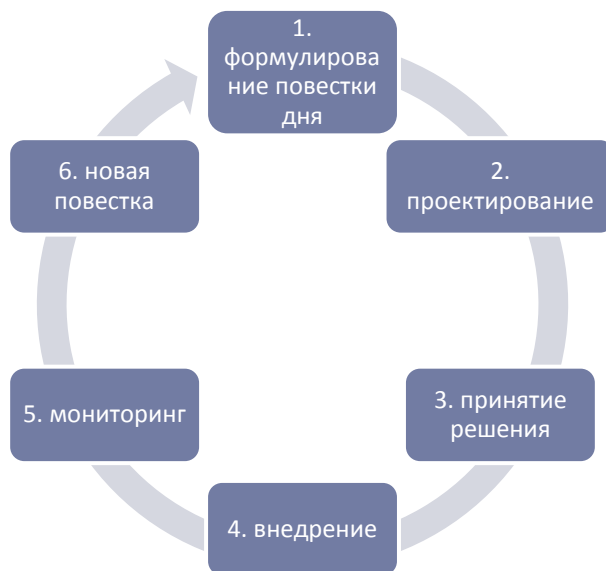 1.
формулирова
ние повестки
дня
2.
проектирование
3. принятие
решения
4. внедрение
5. мониторинг
6. новая
повестка